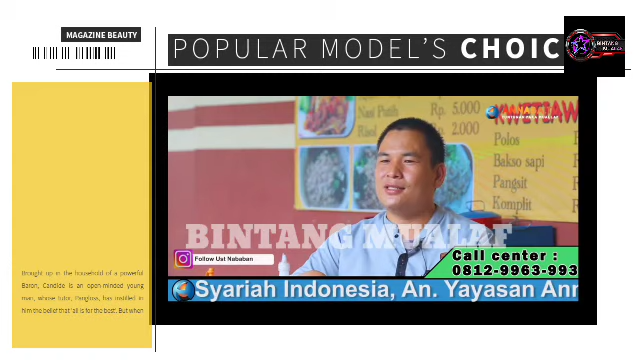 MAGAZINE BEAUTY
POPULAR MODEL'S CHOIC
BINTANG
Nasi Putih Rp. 5.000
Risol Rp. 2.000
KWETIAW
Polos
Bakso sapi
Pangsit
Komplit
BINTANG MUALAF
Follow Ust Nababan
Call center :
0812-9963-993
Syariah Indonesia, An. Yayasan Ann
Brought up in the household of a powerful
Baron, Candide is an open-minded young
man, whose tutor, Pangloss, has instilled in
him the belief that 'all is for the best'. But when